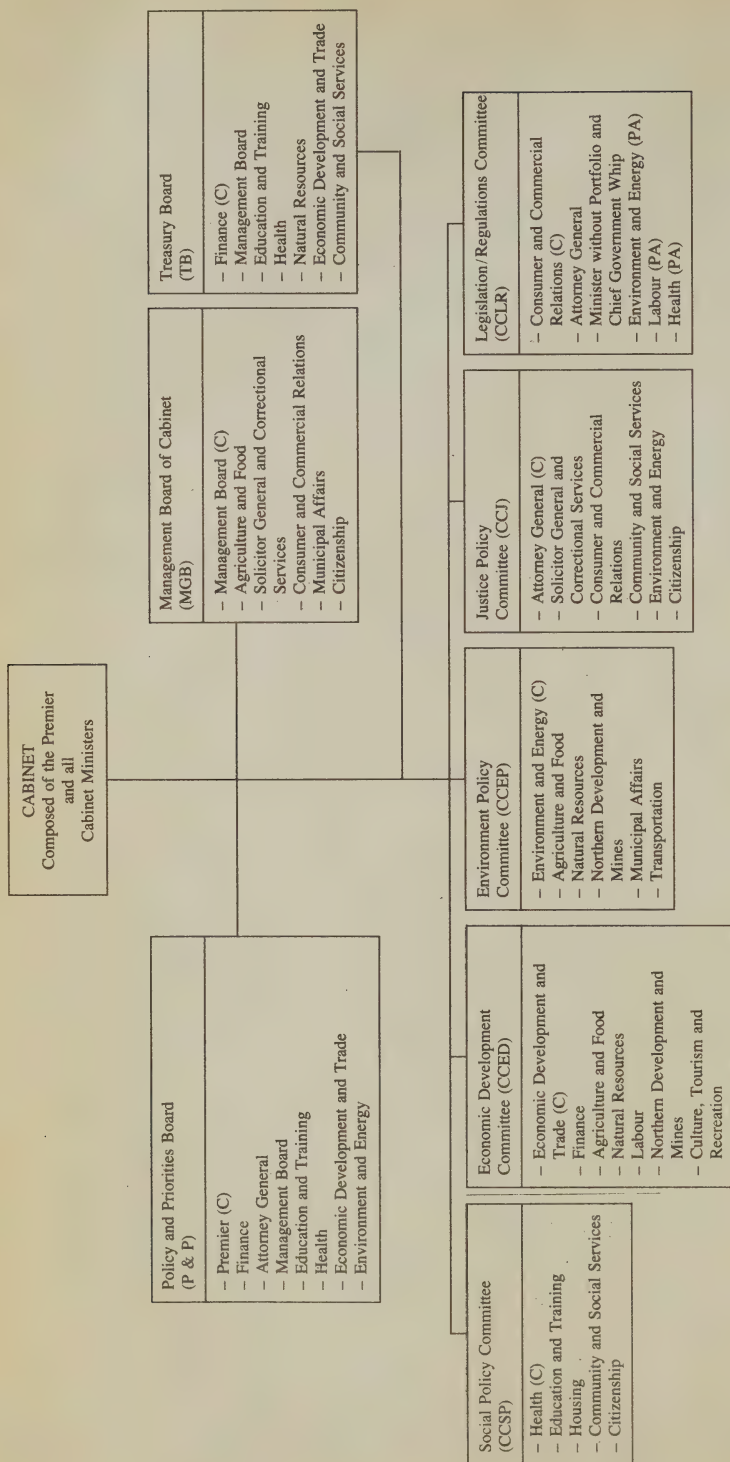 CABINET
Composed of the Premier
and all
Cabinet Ministers
Policy and Priorities Board
(P & P)
– Premier (C)
– Finance
– Attorney General
– Management Board
– Education and Training
– Health
– Economic Development and Trade
– Environment and Energy
Management Board of Cabinet
(MGB)
– Management Board (C)
– Agriculture and Food
– Solicitor General and Correctional
Services
– Consumer and Commercial Relations
– Municipal Affairs
– Citizenship
Treasury Board
(TB)
– Finance (C)
– Management Board
– Education and Training
– Health
– Natural Resources
– Economic Development and Trade
– Community and Social Services
Social Policy Committee
(CCSP)
– Health (C)
– Education and Training
– Housing
– Community and Social Services
– Citizenship
Economic Development
Committee (CCED)
– Economic Development and
Trade (C)
– Finance
– Agriculture and Food
– Natural Resources
– Labour
– Northern Development and
Mines
– Culture, Tourism and
Recreation
Environment Policy
Committee (CCEP)
– Environment and Energy (C)
– Agriculture and Food
– Natural Resources
– Northern Development and
Mines
– Municipal Affairs
– Transportation
Justice Policy
Committee (CCJ)
– Attorney General (C)
– Solicitor General and
Correctional Services
– Consumer and Commercial
Relations
– Community and Social Services
– Environment and Energy
– Citizenship
Legislation/Regulations Committee
(CCLR)
– Consumer and Commercial
Relations (C)
– Attorney General
– Minister without Portfolio and
Chief Government Whip
– Environment and Energy (PA)
– Labour (PA)
– Health (PA)